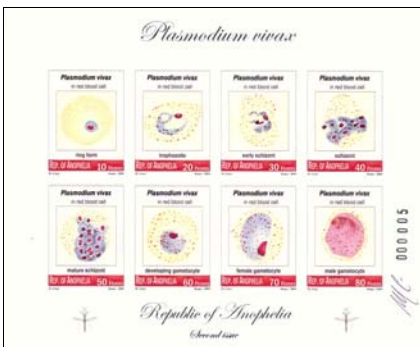 Plasmodium vivax
Plasmodium vivax
in red blood cell
ring form
REP. OF ANOPHELIA 10
Plasmodium vivax
in red blood cell
trophozoite
REP. OF ANOPHELIA 20
Plasmodium vivax
in red blood cell
early schizont
REP. OF ANOPHELIA 30
Plasmodium vivax
in red blood cell
schizont
REP. OF ANOPHELIA 40
Plasmodium vivax
in red blood cell
mature schizont
REP. OF ANOPHELIA 50
Plasmodium vivax
in red blood cell
developing gametocyte
REP. OF ANOPHELIA 60
Plasmodium vivax
in red blood cell
female gametocyte
REP. OF ANOPHELIA 70
Plasmodium vivax
in red blood cell
male gametocyte
REP. OF ANOPHELIA 80
000005
Republic of Anophelia
Second issue